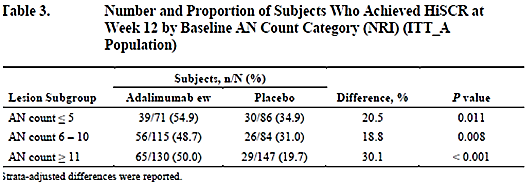 Table 3. Number and Proportion of Subjects Who Achieved HiSCR at
Week 12 by Baseline AN Count Category (NRI) (ITT_A
Population)
Subjects, n/N (%)
Lesion Subgroup Adalimumab ew Placebo Difference, % P value
AN count ≤ 5 39/71 (54.9) 30/86 (34.9) 20.5 0.011
AN count 6 – 10 56/115 (48.7) 26/84 (31.0) 18.8 0.008
AN count ≥ 11 65/130 (50.0) 29/147 (19.7) 30.1 < 0.001
Strata-adjusted differences were reported.